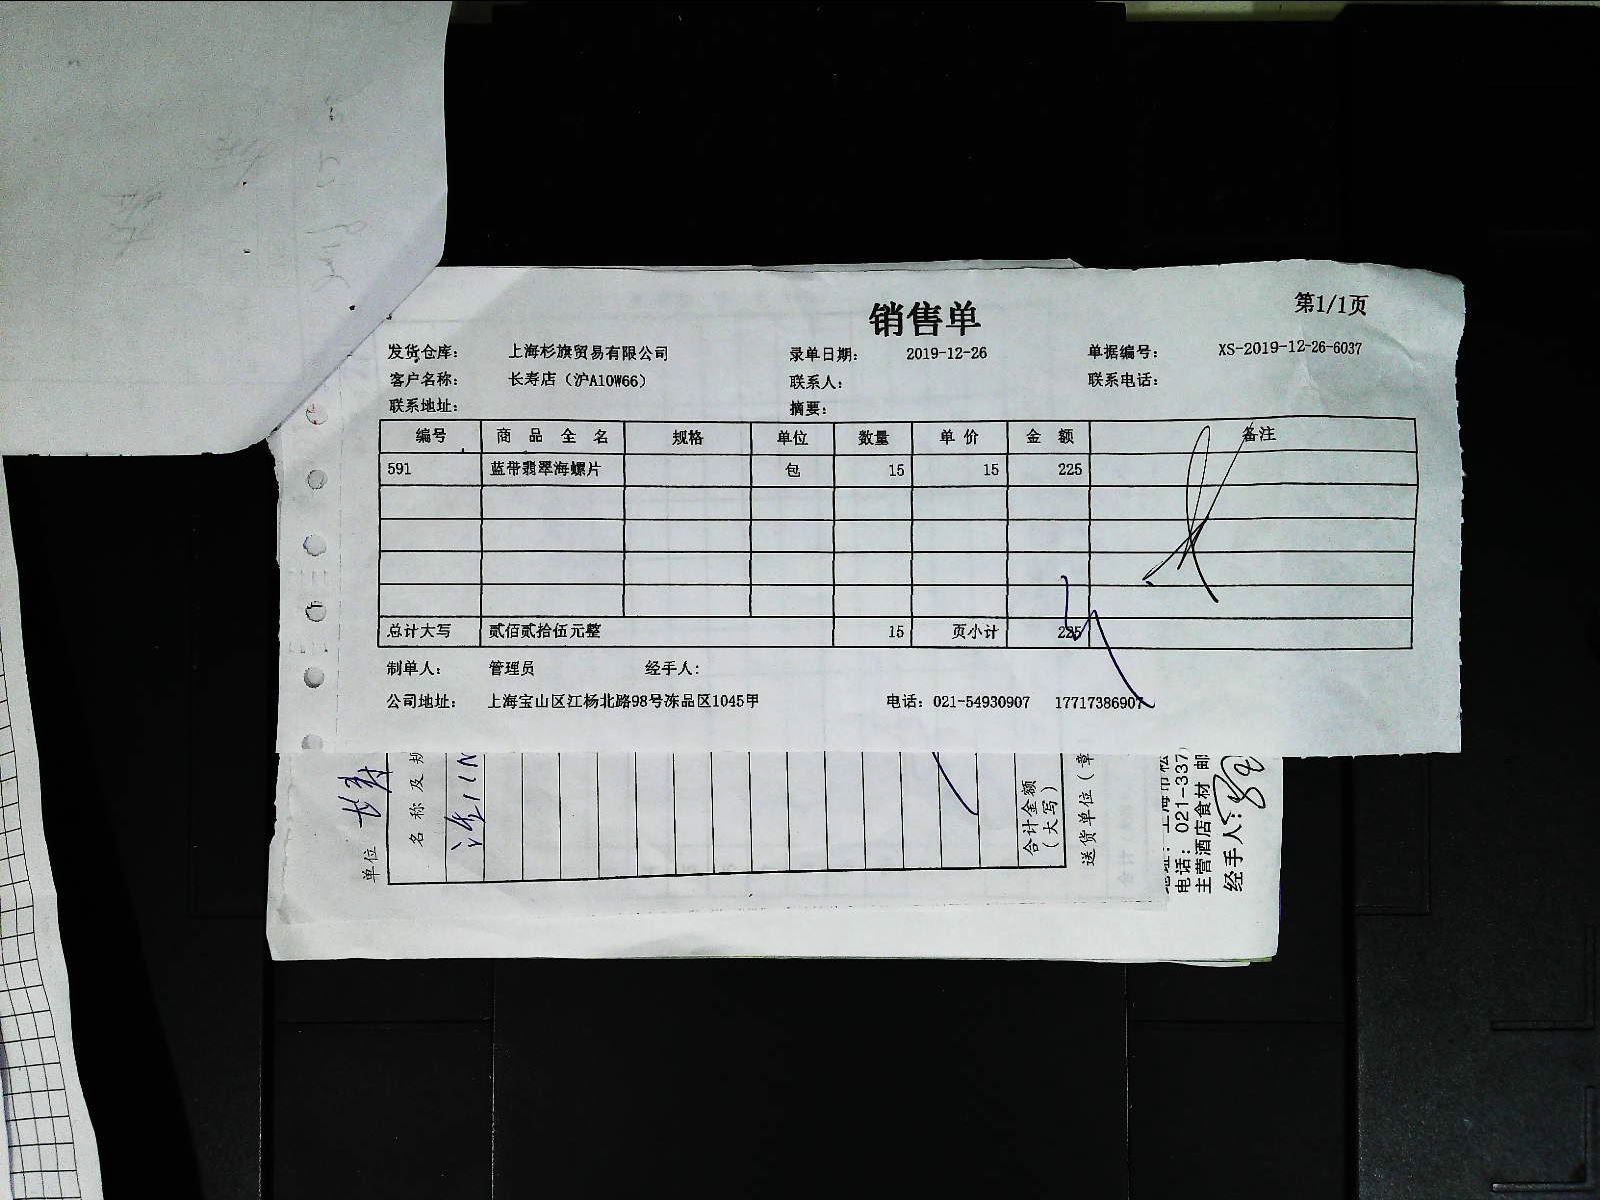 销售单
第1/1页
发货仓库： 上海杉旗贸易有限公司 录单日期： 2019-12-26 单据编号： XS-2019-12-26-6037
客户名称： 长寿店（沪A10W66） 联系人： 联系电话：
联系地址： 摘要：
编号 商品全名 规格 单位 数量 单价 金额 备注
591 蓝带翡翠海螺片 包 15 15 225
总计大写 贰佰贰拾伍元整 15 页小计 225
制单人： 管理员 经手人：
公司地址： 上海宝山区江杨北路98号冻品区1045甲 电话：021-54930907 17717386907
单位 长寿
名称及规
合计金额
（大写）
送货单位（章
电话：021-337
主营酒店食材 邮
经手人：